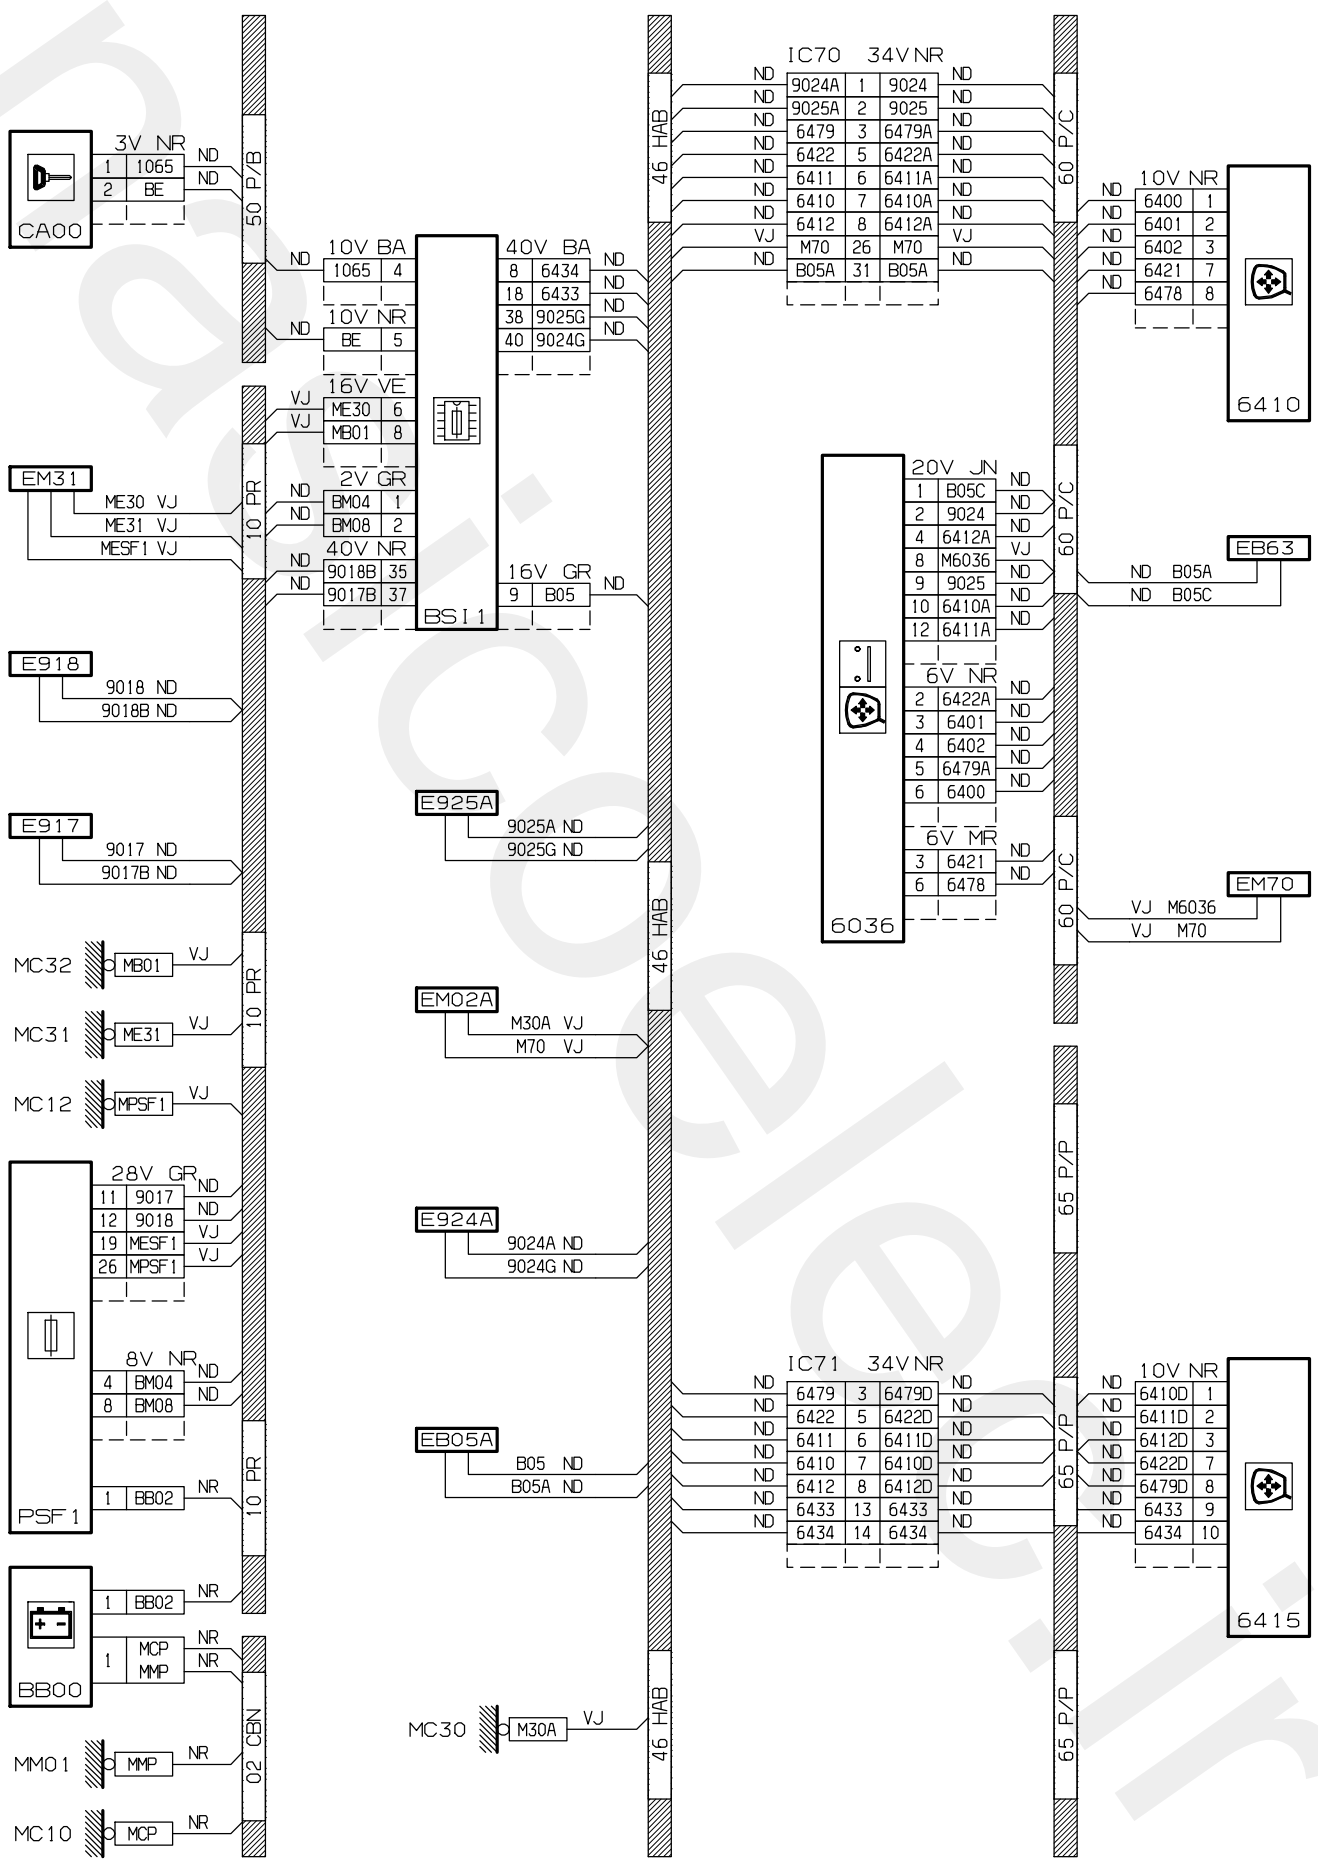 CA00
3V NR
1 1065 ND
2 BE ND
50 P/B
10V BA
ND 1065 4
10V NR
ND BE 5
16V VE
VJ ME30 6
VJ MB01 8
2V GR
ND BM04 1
ND BM08 2
40V NR
ND 9018B 35
ND 9017B 37
BSI1
40V BA
8 6434 ND
18 6433 ND
38 9025G ND
40 9024G ND
16V GR
9 B05 ND
EM31
ME30 VJ
ME31 VJ
MESF1 VJ
10 PR
E918
9018 ND
9018B ND
E917
9017 ND
9017B ND
MC32 MB01 VJ
10 PR
MC31 ME31 VJ
MC12 MPSF1 VJ
PSF1
28V GR
11 9017 ND
12 9018 ND
19 MESF1 VJ
26 MPSF1 VJ
8V NR
4 BM04 ND
8 BM08 ND
1 BB02 NR
10 PR
BB00
1 BB02 NR
1 MCP NR
MMP NR
02 CBN
MM01 MMP NR
MC10 MCP NR
E925A
9025A ND
9025G ND
EM02A
M30A VJ
M70 VJ
E924A
9024A ND
9024G ND
EB05A
B05 ND
B05A ND
MC30 M30A VJ
46 HAB
46 HAB
46 HAB
IC70 34V NR
ND 9024A 1 9024 ND
ND 9025A 2 9025 ND
ND 6479 3 6479A ND
ND 6422 5 6422A ND
ND 6411 6 6411A ND
ND 6410 7 6410A ND
ND 6412 8 6412A ND
VJ M70 26 M70 VJ
ND B05A 31 B05A ND
60 P/C
10V NR
ND 6400 1
ND 6401 2
ND 6402 3
ND 6421 7
ND 6478 8
6410
6036
20V JN
1 B05C ND
2 9024 ND
4 6412A ND
8 M6036 VJ
9 9025 ND
10 6410A ND
12 6411A ND
6V NR
2 6422A ND
3 6401 ND
4 6402 ND
5 6479A ND
6 6400 ND
6V MR
3 6421 ND
6 6478 ND
60 P/C
EB63
ND B05A
ND B05C
60 P/C
EM70
VJ M6036
VJ M70
65 P/P
IC71 34V NR
ND 6479 3 6479D ND
ND 6422 5 6422D ND
ND 6411 6 6411D ND
ND 6410 7 6410D ND
ND 6412 8 6412D ND
ND 6433 13 6433 ND
ND 6434 14 6434 ND
65 P/P
10V NR
ND 6410D 1
ND 6411D 2
ND 6412D 3
ND 6422D 7
ND 6479D 8
ND 6433 9
ND 6434 10
6415
65 P/P